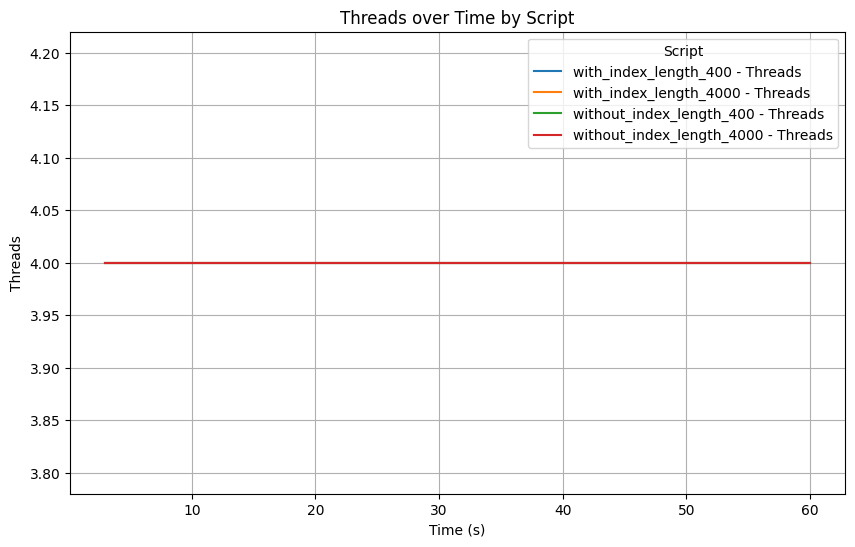 Threads over Time by Script
Script
with_index_length_400 - Threads
with_index_length_4000 - Threads
without_index_length_400 - Threads
without_index_length_4000 - Threads
Threads
4.20
4.15
4.10
4.05
4.00
3.95
3.90
3.85
3.80
10 20 30 40 50 60
Time (s)